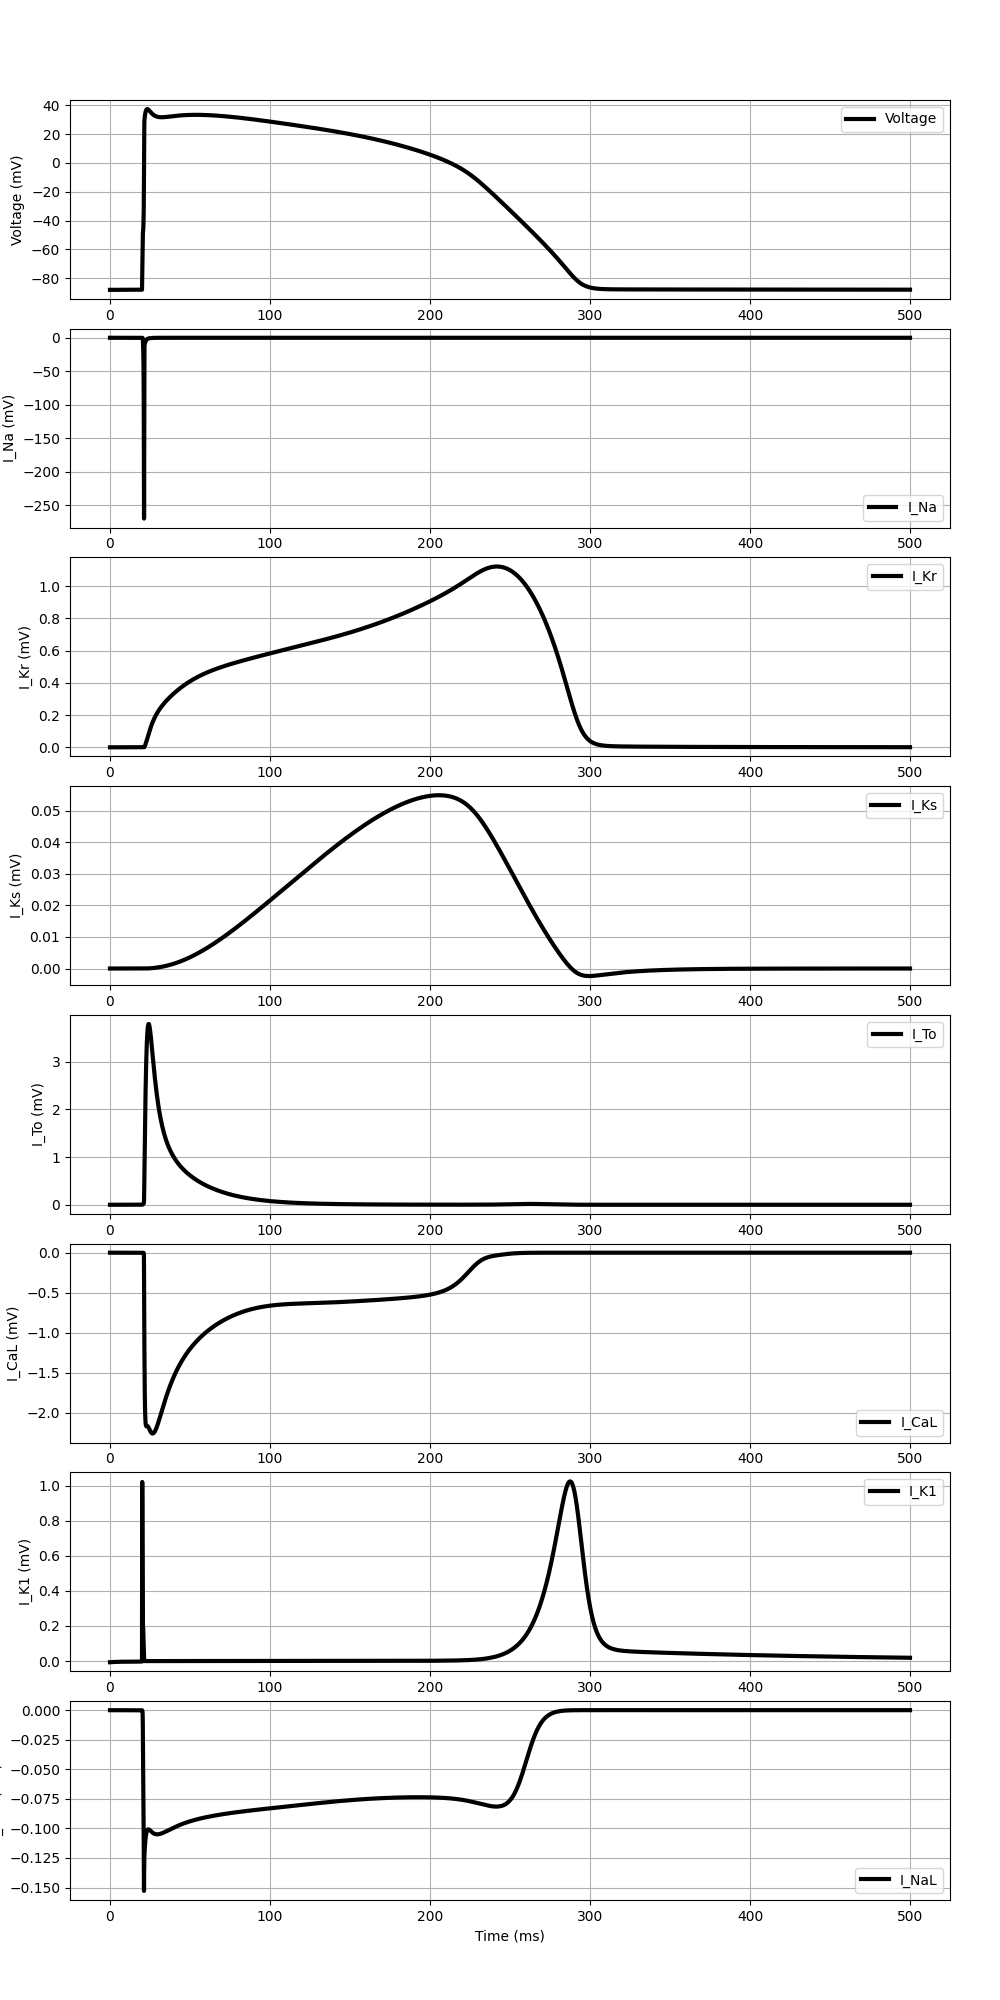 40
20
0
−20
−40
−60
−80
Voltage (mV)
Voltage
0 100 200 300 400 500
0
−50
−100
−150
−200
−250
I_Na (mV)
I_Na
0 100 200 300 400 500
1.0
0.8
0.6
0.4
0.2
0.0
I_Kr (mV)
I_Kr
0 100 200 300 400 500
0.05
0.04
0.03
0.02
0.01
0.00
I_Ks (mV)
I_Ks
0 100 200 300 400 500
3
2
1
0
I_To (mV)
I_To
0 100 200 300 400 500
0.0
−0.5
−1.0
−1.5
−2.0
I_CaL (mV)
I_CaL
0 100 200 300 400 500
1.0
0.8
0.6
0.4
0.2
0.0
I_K1 (mV)
I_K1
0 100 200 300 400 500
0.000
−0.025
−0.050
−0.075
−0.100
−0.125
−0.150
I_NaL
0 100 200 300 400 500
Time (ms)